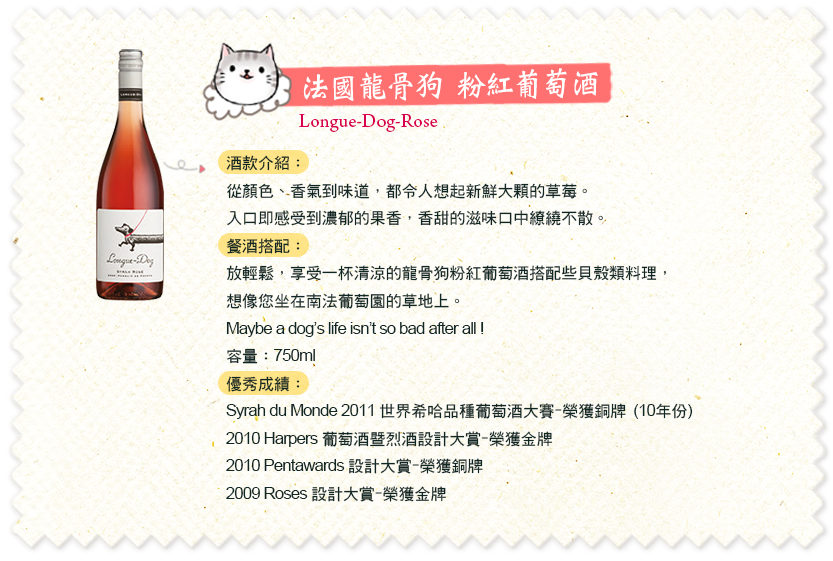 法國龍骨狗 粉紅葡萄酒
Longue-Dog-Rose
酒款介紹：
從顏色、香氣到味道，都令人想起新鮮大顆的草莓。
入口即感受到濃郁的果香，香甜的滋味口中繚繞不散。
餐酒搭配：
放輕鬆，享受一杯清涼的龍骨狗粉紅葡萄酒搭配些貝殼類料理，
想像您坐在南法葡萄園的草地上。
Maybe a dog's life isn't so bad after all !
容量：750ml
優秀成績：
Syrah du Monde 2011 世界希哈品種葡萄酒大賽-榮獲銅牌 (10年份)
2010 Harpers 葡萄酒暨烈酒設計大賞-榮獲金牌
2010 Pentawards 設計大賞-榮獲銅牌
2009 Roses 設計大賞-榮獲金牌
Longue-Dog
SYRAH ROSÉ